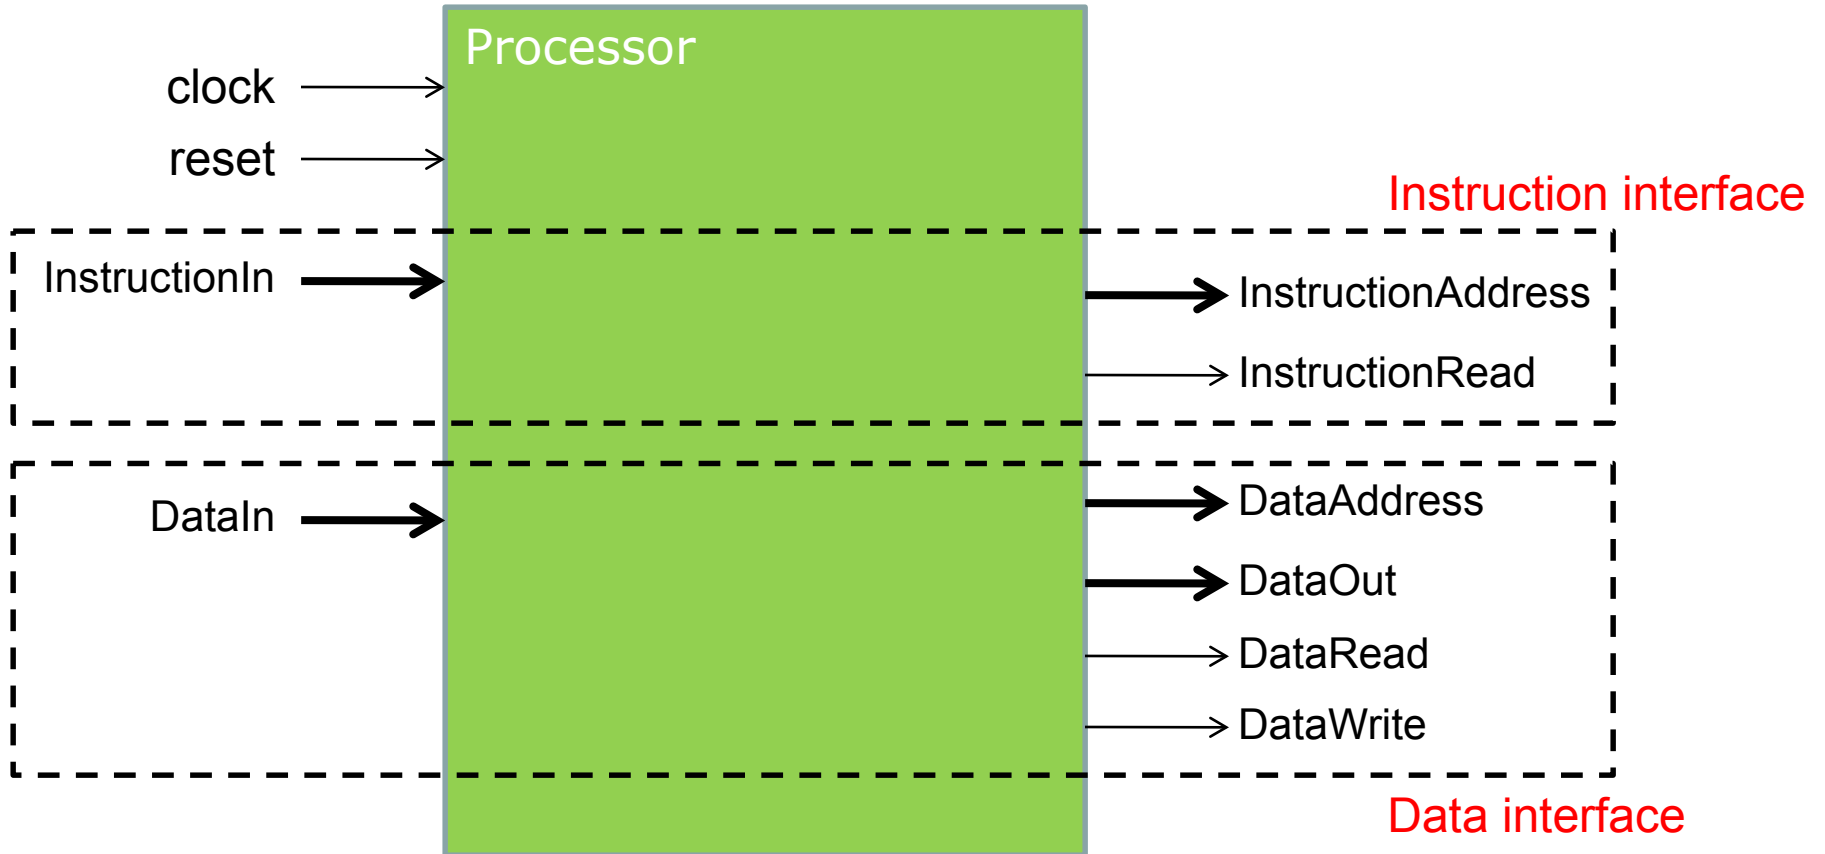 Processor
clock
reset
Instruction interface
InstructionIn
InstructionAddress
InstructionRead
DataIn
DataAddress
DataOut
DataRead
DataWrite
Data interface